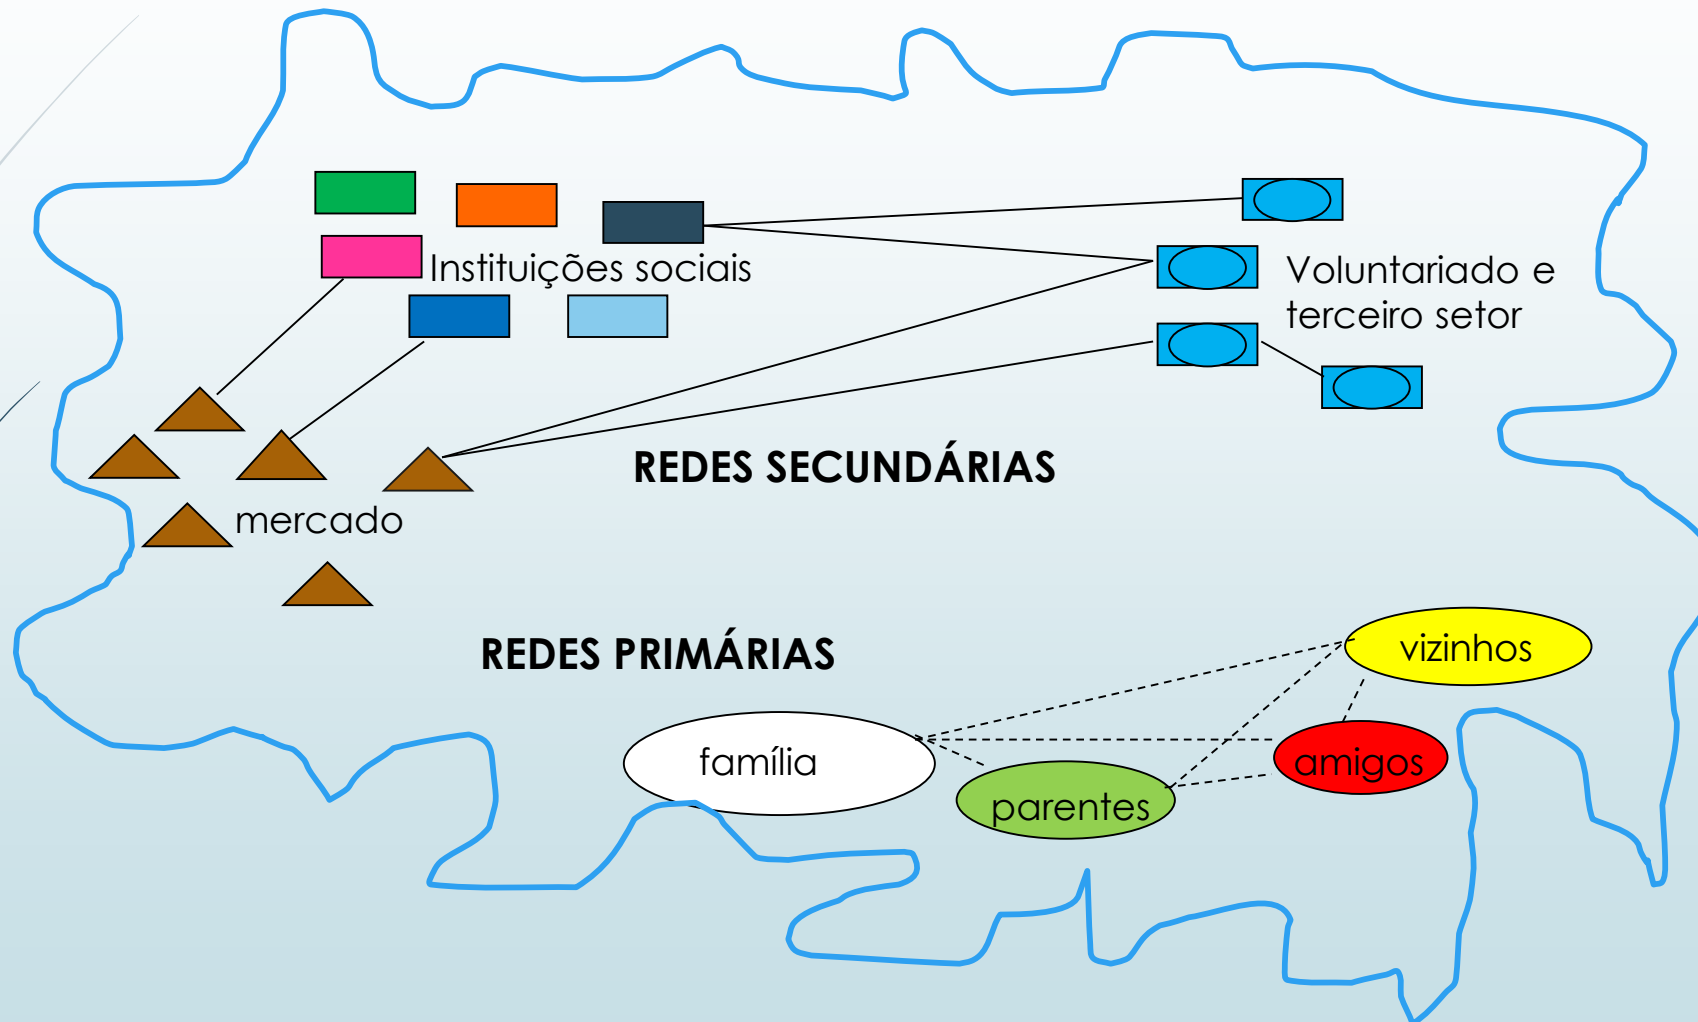 Instituições sociais
Voluntariado e
terceiro setor
REDES SECUNDÁRIAS
mercado
REDES PRIMÁRIAS
vizinhos
família
amigos
parentes